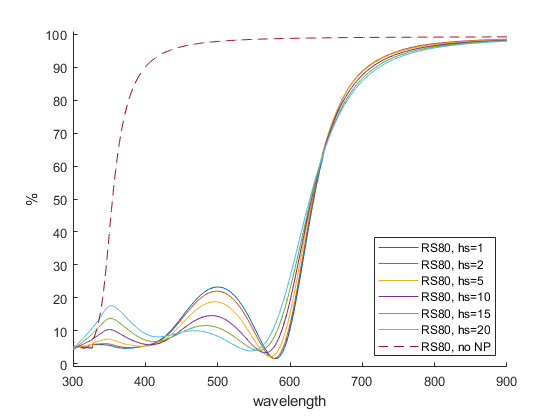 100
90
80
70
60
50
40
30
20
10
0
%
300 400 500 600 700 800 900
wavelength
RS80, hs=1
RS80, hs=2
RS80, hs=5
RS80, hs=10
RS80, hs=15
RS80, hs=20
RS80, no NP